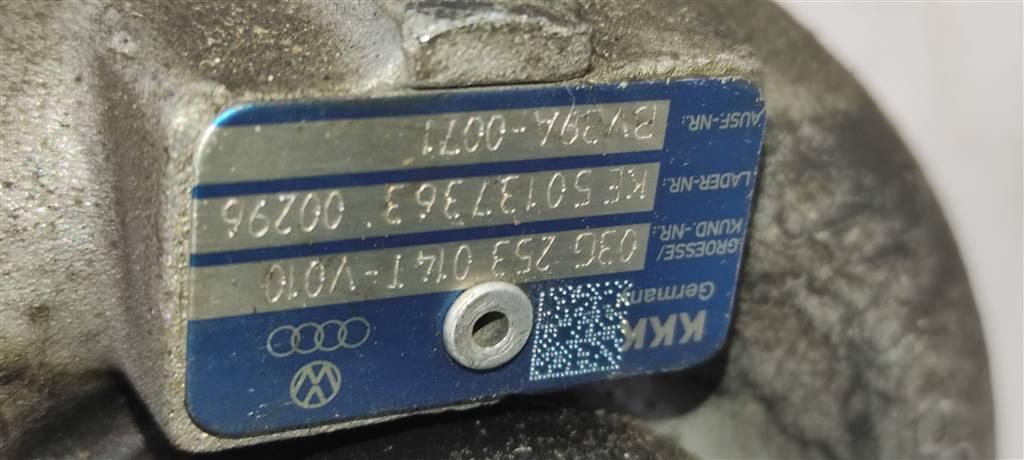 KKK
Germany
GROESSE/
KUND.-NR.: 03G 253 014 T-V010
LADER-NR.: KE 50137363 00296
AUSF-NR.: BV39A-0071